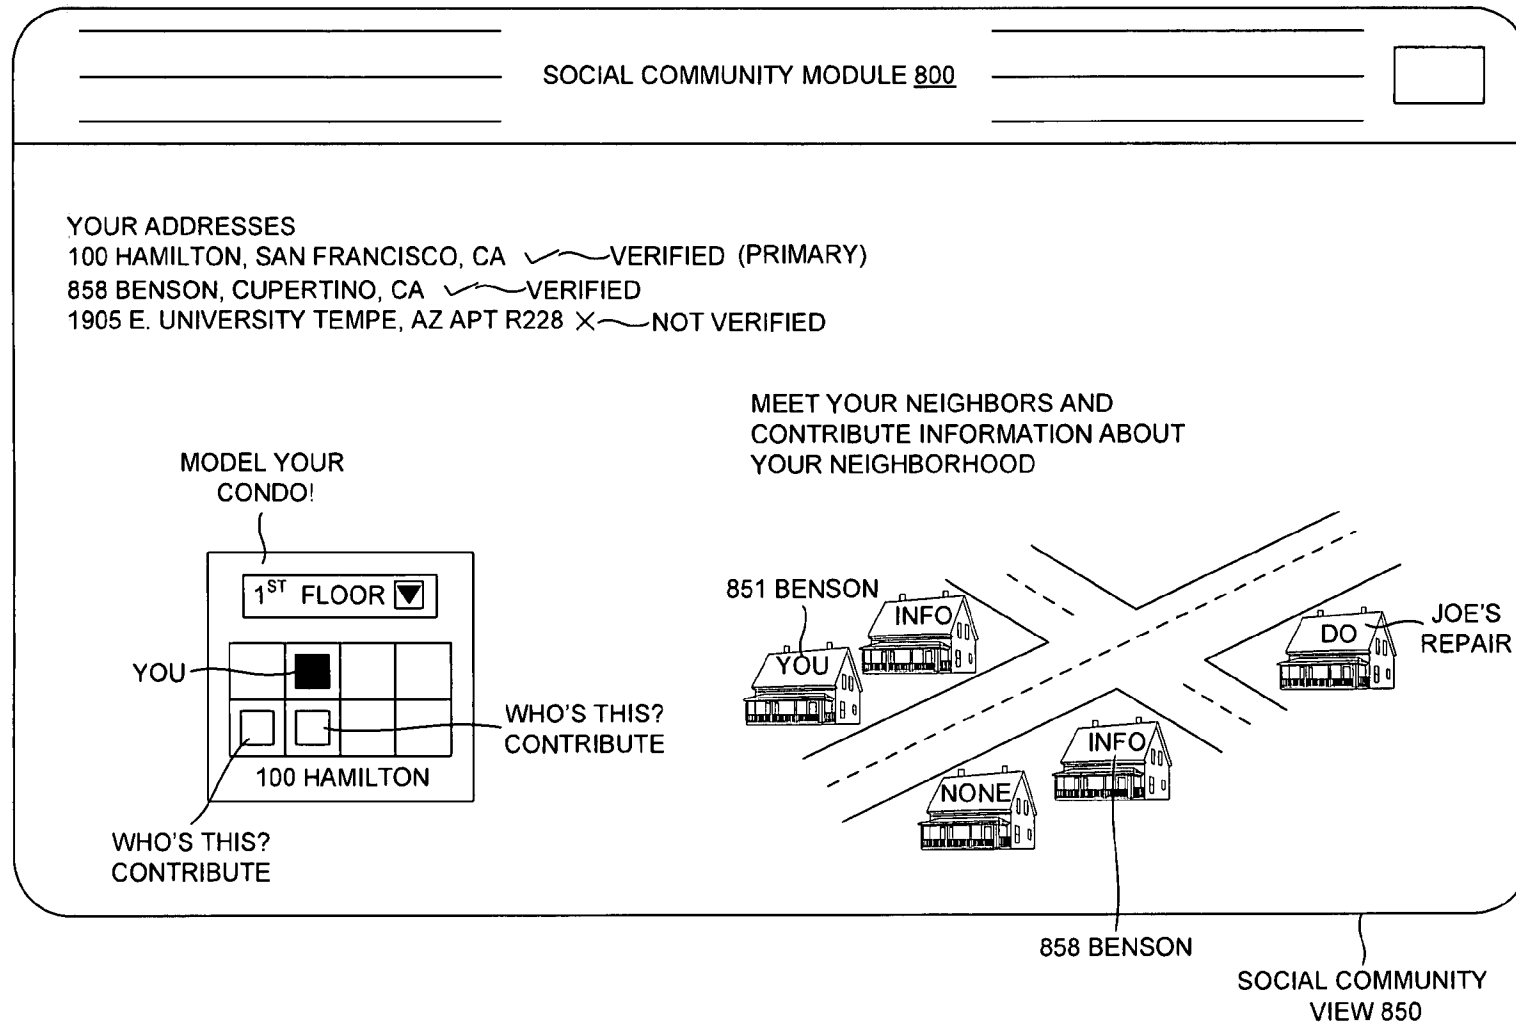 SOCIAL COMMUNITY MODULE 800
YOUR ADDRESSES
100 HAMILTON, SAN FRANCISCO, CA VERIFIED (PRIMARY)
858 BENSON, CUPERTINO, CA VERIFIED
1905 E. UNIVERSITY TEMPE, AZ APT R228 NOT VERIFIED
MODEL YOUR
CONDO!
1ST FLOOR
YOU
WHO'S THIS?
CONTRIBUTE
100 HAMILTON
WHO'S THIS?
CONTRIBUTE
MEET YOUR NEIGHBORS AND
CONTRIBUTE INFORMATION ABOUT
YOUR NEIGHBORHOOD
851 BENSON
INFO
YOU
DO
JOE'S
REPAIR
INFO
NONE
858 BENSON
SOCIAL COMMUNITY
VIEW 850